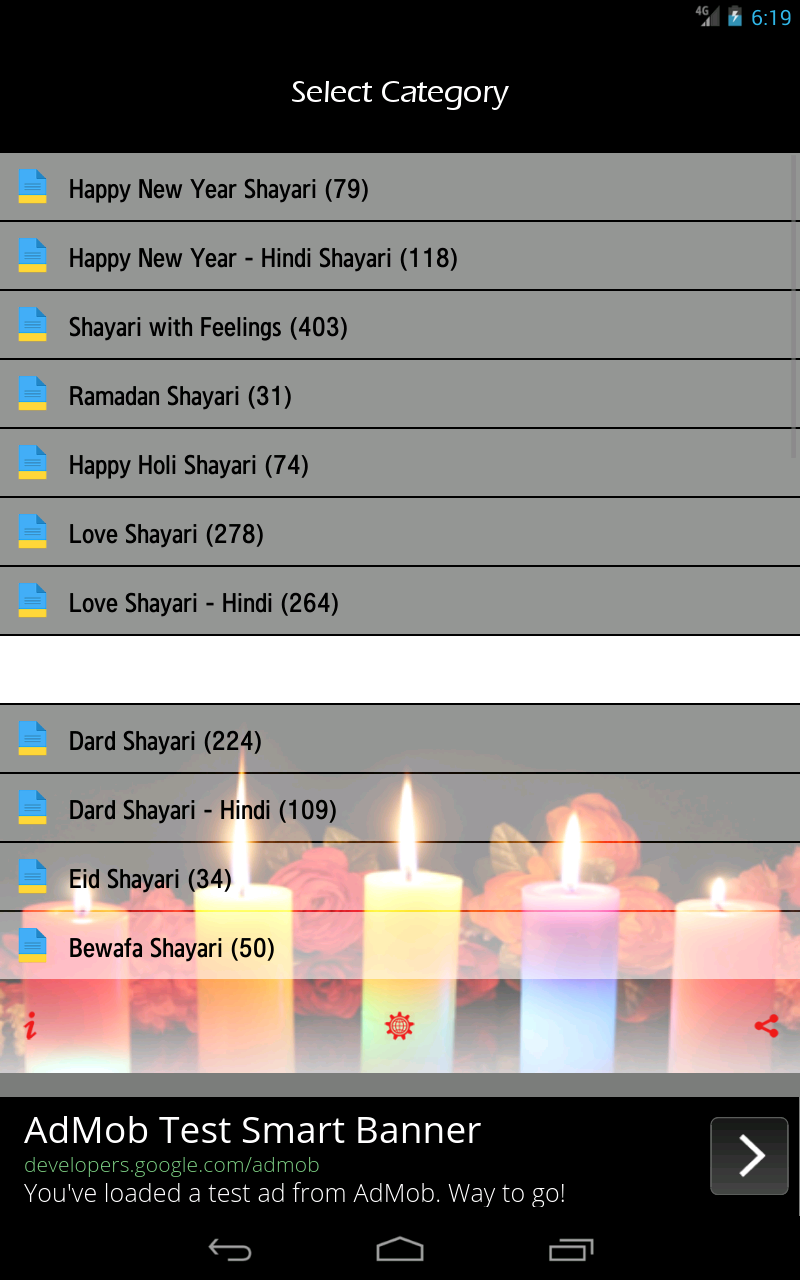 4G 6:19
Select Category
Happy New Year Shayari (79)
Happy New Year - Hindi Shayari (118)
Shayari with Feelings (403)
Ramadan Shayari (31)
Happy Holi Shayari (74)
Love Shayari (278)
Love Shayari - Hindi (264)
Dard Shayari (224)
Dard Shayari - Hindi (109)
Eid Shayari (34)
Bewafa Shayari (50)
AdMob Test Smart Banner
developers.google.com/admob
You've loaded a test ad from AdMob. Way to go!